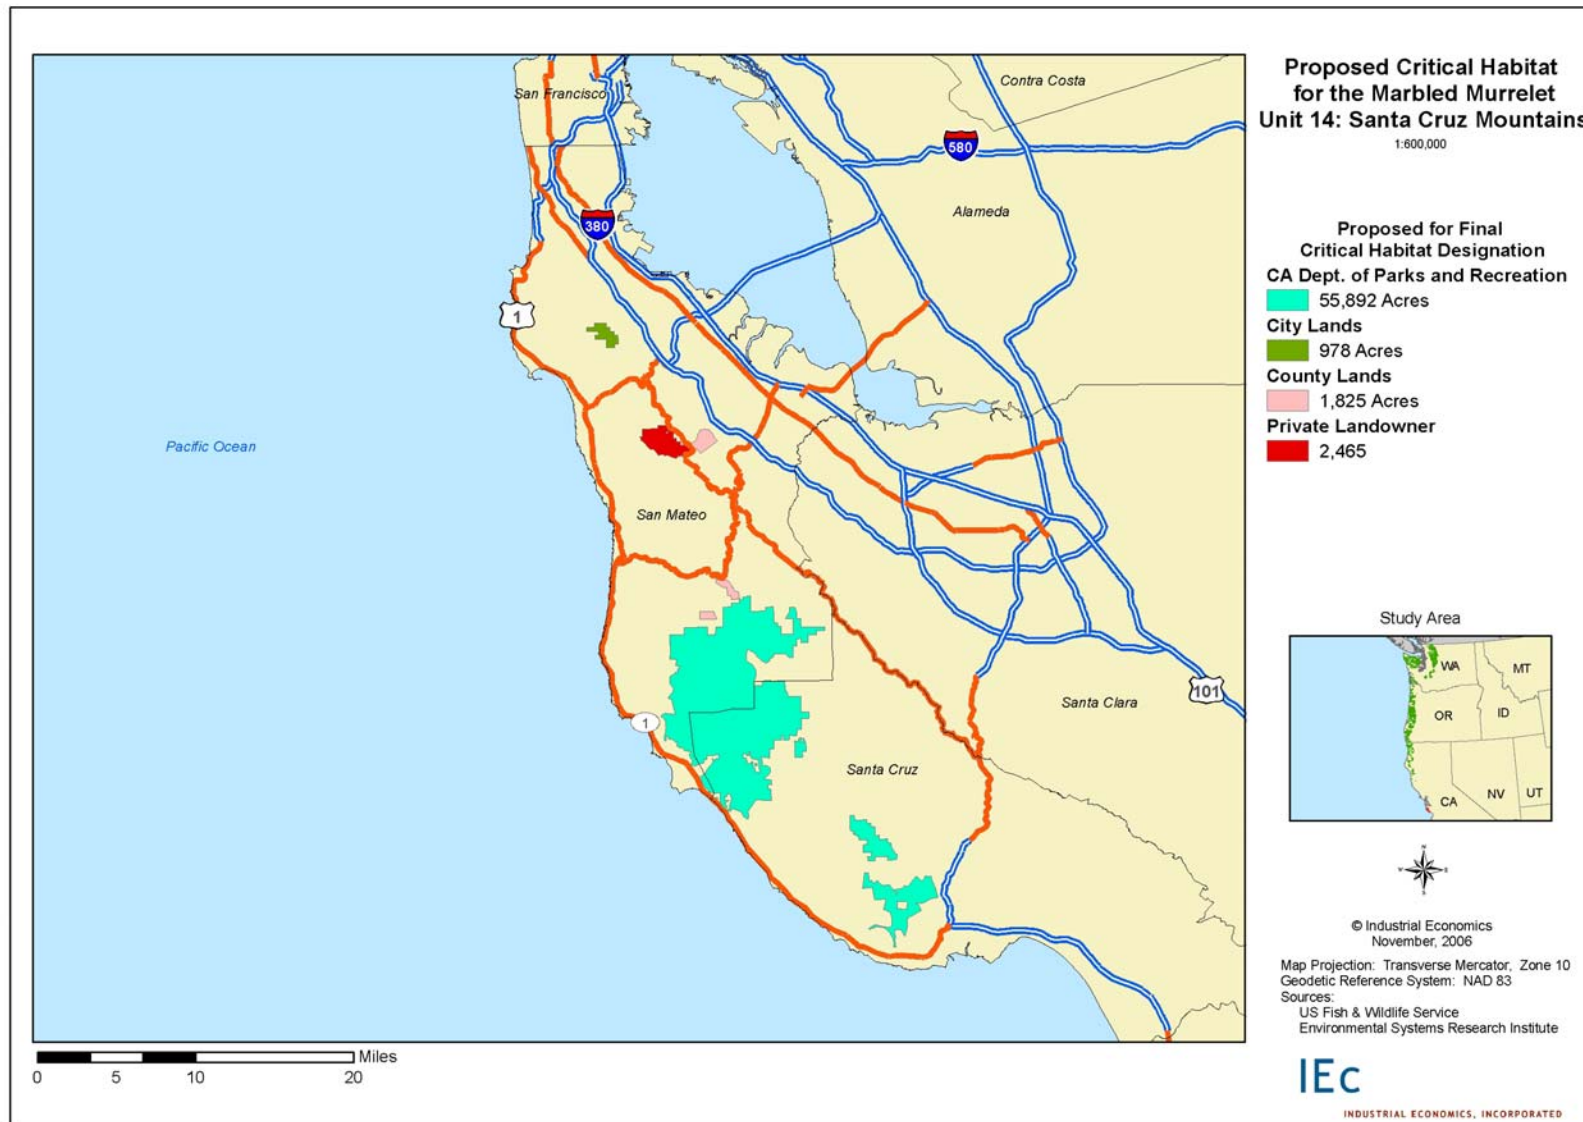 Proposed Critical Habitat
for the Marbled Murrelet
Unit 14: Santa Cruz Mountains
1:600,000
Proposed for Final
Critical Habitat Designation
CA Dept. of Parks and Recreation
55,892 Acres
City Lands
978 Acres
County Lands
1,825 Acres
Private Landowner
2,465
San Francisco
Contra Costa
580
Alameda
380
1
Pacific Ocean
San Mateo
Santa Clara
101
1
Santa Cruz
Study Area
WA
MT
OR
ID
CA
NV
UT
N
W
E
S
© Industrial Economics
November, 2006
Map Projection: Transverse Mercator, Zone 10
Geodetic Reference System: NAD 83
Sources:
US Fish & Wildlife Service
Environmental Systems Research Institute
Miles
0 5 10 20
IEc
INDUSTRIAL ECONOMICS, INCORPORATED